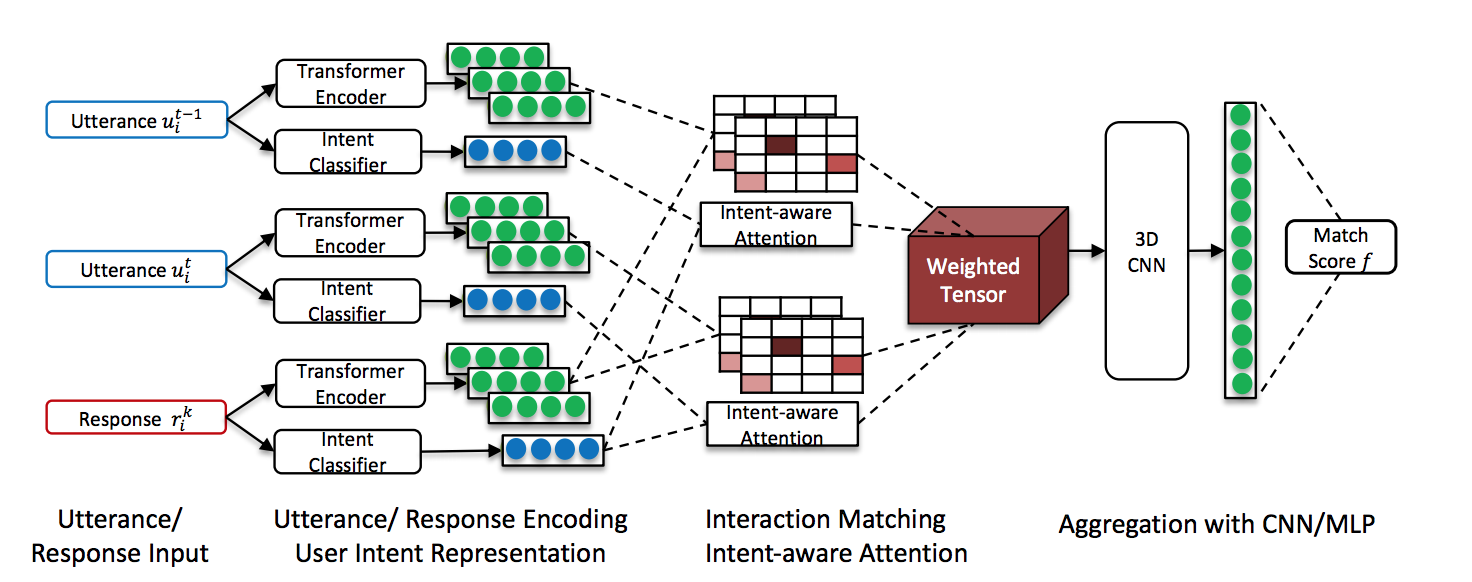 Utterance u_i^{t-1}
Transformer
Encoder
Intent
Classifier
Utterance u_i^t
Transformer
Encoder
Intent
Classifier
Response r_i^k
Transformer
Encoder
Intent
Classifier
Intent-aware
Attention
Intent-aware
Attention
Weighted
Tensor
3D
CNN
Match
Score f
Utterance/
Response Input
Utterance/ Response Encoding
User Intent Representation
Interaction Matching
Intent-aware Attention
Aggregation with CNN/MLP